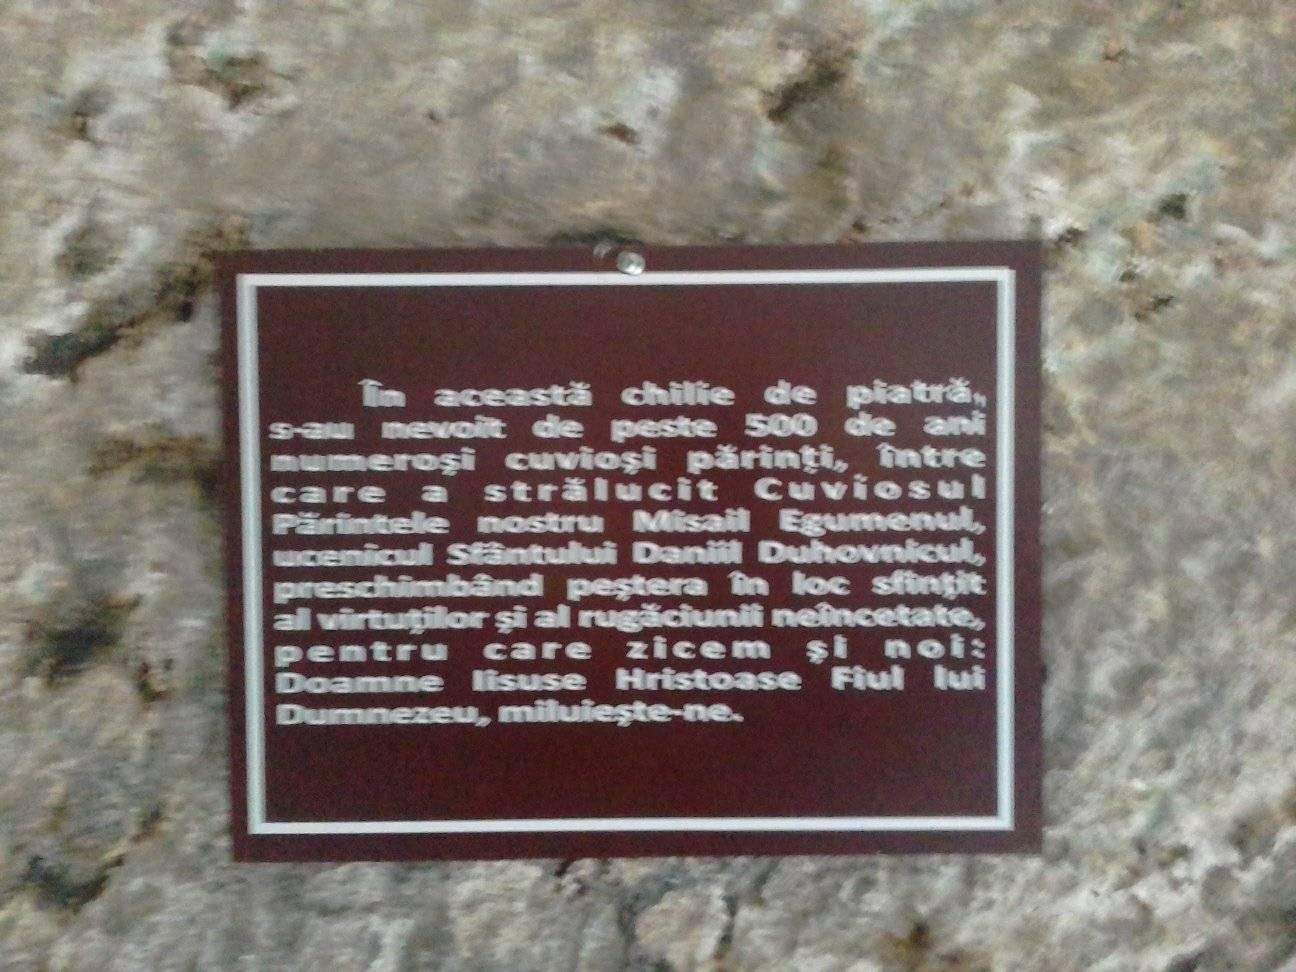 În această chilie de piatră,
s-au nevoit de peste 500 de ani
numeroși cuvioși părinți, între
care a strălucit Cuviosul
Părintele nostru Misail Egumenul,
ucenicul Sfântului Daniil Duhovnicul,
preschimbând peștera în loc sfințit
al virtuților și al rugăciunii neîncetate,
pentru care zicem și noi:
Doamne Iisuse Hristoase Fiul lui
Dumnezeu, miluiește-ne.